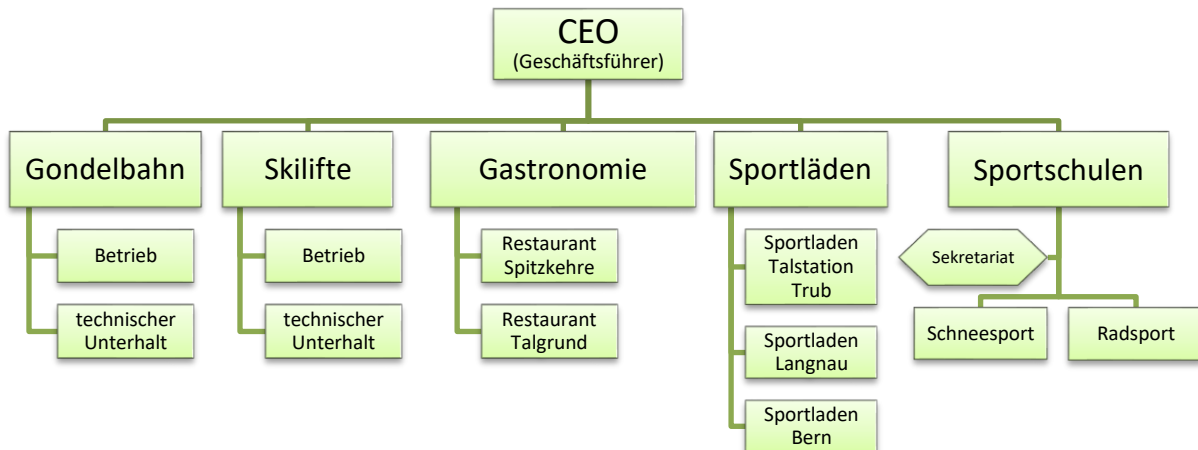 CEO
(Geschäftsführer)
Gondelbahn
Skilifte
Gastronomie
Sportläden
Sportschulen
Betrieb
technischer
Unterhalt
Betrieb
technischer
Unterhalt
Restaurant
Spitzkehre
Restaurant
Talgrund
Sportladen
Talstation
Trub
Sportladen
Langnau
Sportladen
Bern
Sekretariat
Schneesport
Radsport